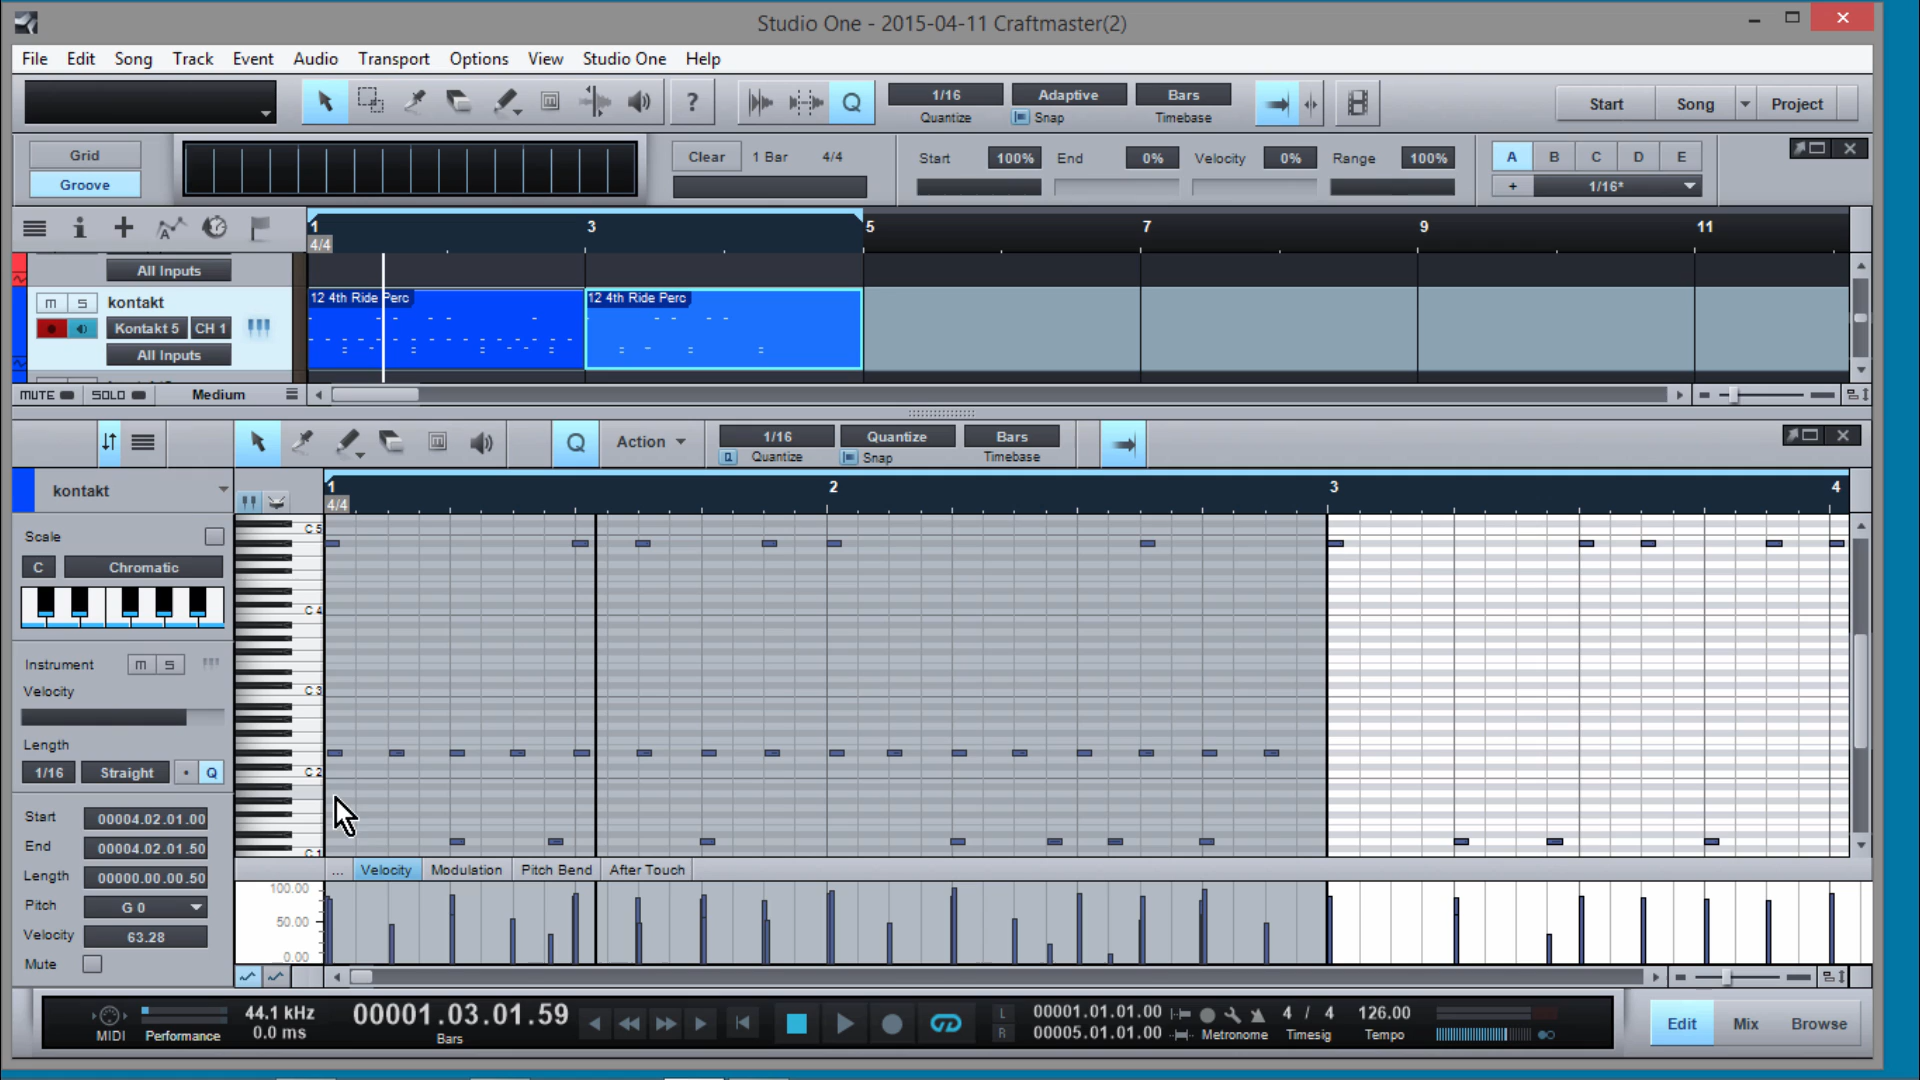 Studio One - 2015-04-11 Craftmaster(2)
File Edit Song Track Event Audio Transport Options View Studio One Help
? Q 1/16 Adaptive Bars Start Song Project
Quantize Snap Timebase
Grid Clear 1 Bar 4/4 Start 100% End 0% Velocity 0% Range 100% A B C D E
Groove + 1/16*
1 3 5 7 9 11
4/4
All Inputs
m s kontakt
12 4th Ride Perc 12 4th Ride Perc
Kontakt 5 CH 1
All Inputs
MUTE SOLO Medium
Q Action 1/16 Quantize Bars
Quantize Snap Timebase
kontakt 1 2 3 4
4/4
C 5
Scale
C Chromatic
C 4
Instrument m s
C 3
Velocity
Length
1/16 Straight Q
C 2
Start 00004.02.01.00
End 00004.02.01.50
C 1
Length 00000.00.00.50
... Velocity Modulation Pitch Bend After Touch
100.00
Pitch G 0
50.00
Velocity 63.28
0.00
Mute
MIDI Performance
44.1 kHz
0.0 ms
00001.03.01.59
Bars
L 00001.01.01.00
R 00005.01.01.00
Metronome
4 / 4
Timesig
126.00
Tempo
Edit Mix Browse